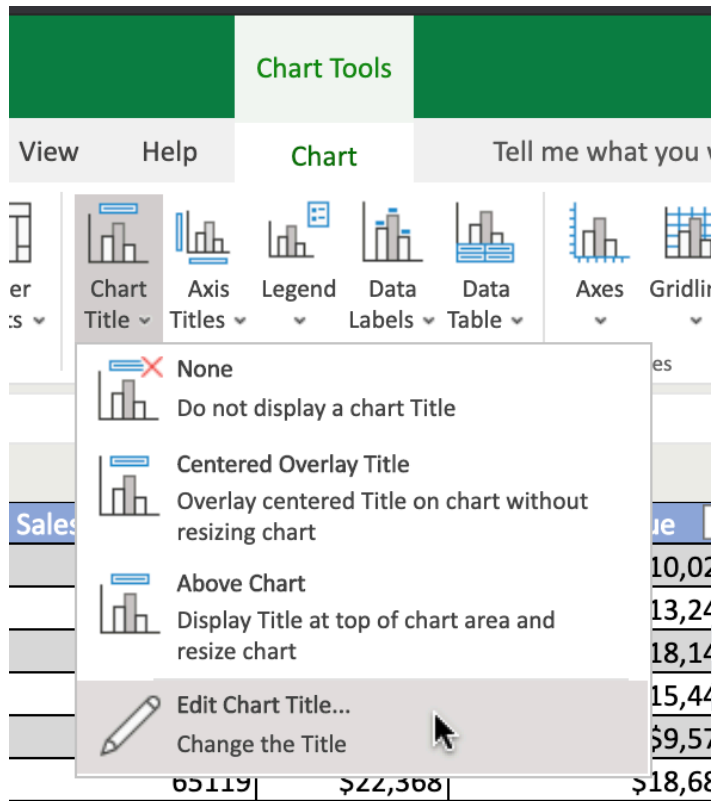 Chart Tools
View Help Chart Tell me what you
Chart Title
Axis Titles
Legend
Data Labels
Data Table
Axes
None
Do not display a chart Title
Centered Overlay Title
Overlay centered Title on chart without
resizing chart
Above Chart
Display Title at top of chart area and
resize chart
Edit Chart Title...
Change the Title
Sales
65119 $22,368